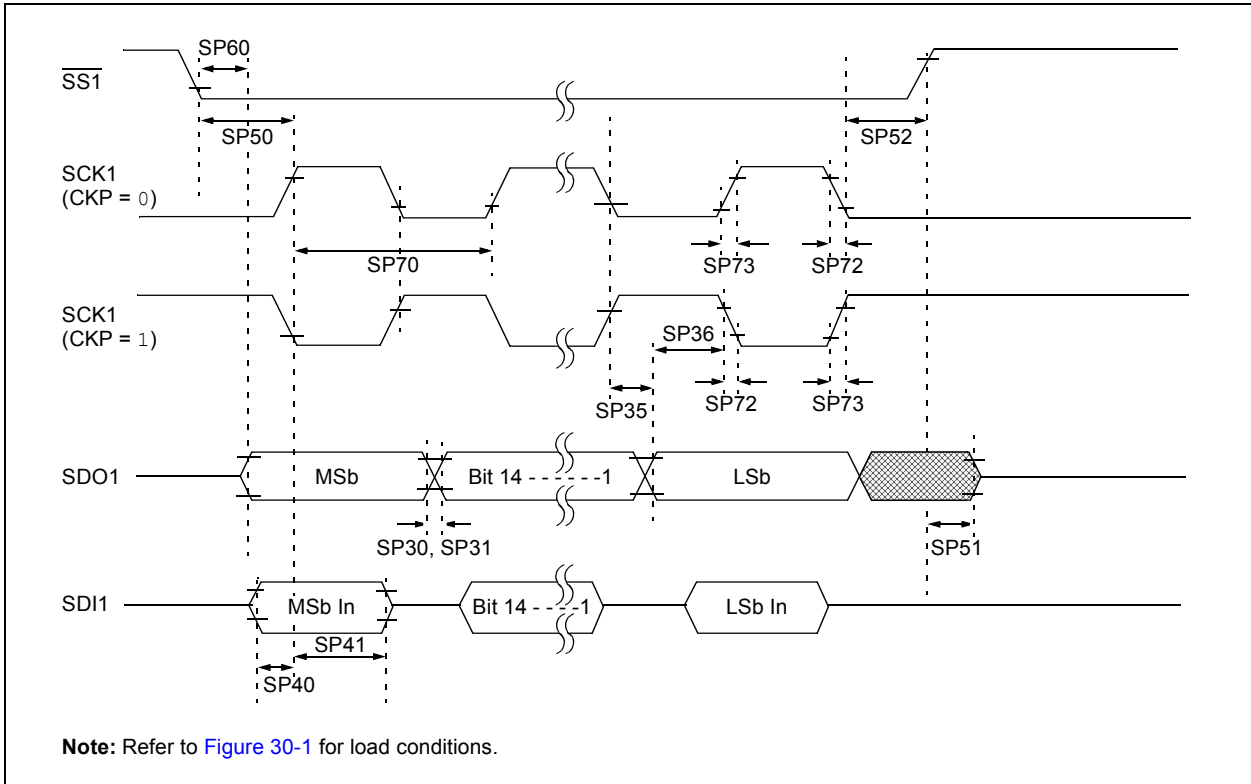 SP60
SS1
SP50
SP52
SCK1
(CKP = 0)
SP70
SP73
SP72
SCK1
(CKP = 1)
SP36
SP35
SP72
SP73
SDO1
MSb
Bit 14 - - - - - -1
LSb
SP30, SP31
SP51
SDI1
MSb In
Bit 14 - - - - -1
LSb In
SP41
SP40
Note: Refer to Figure 30-1 for load conditions.